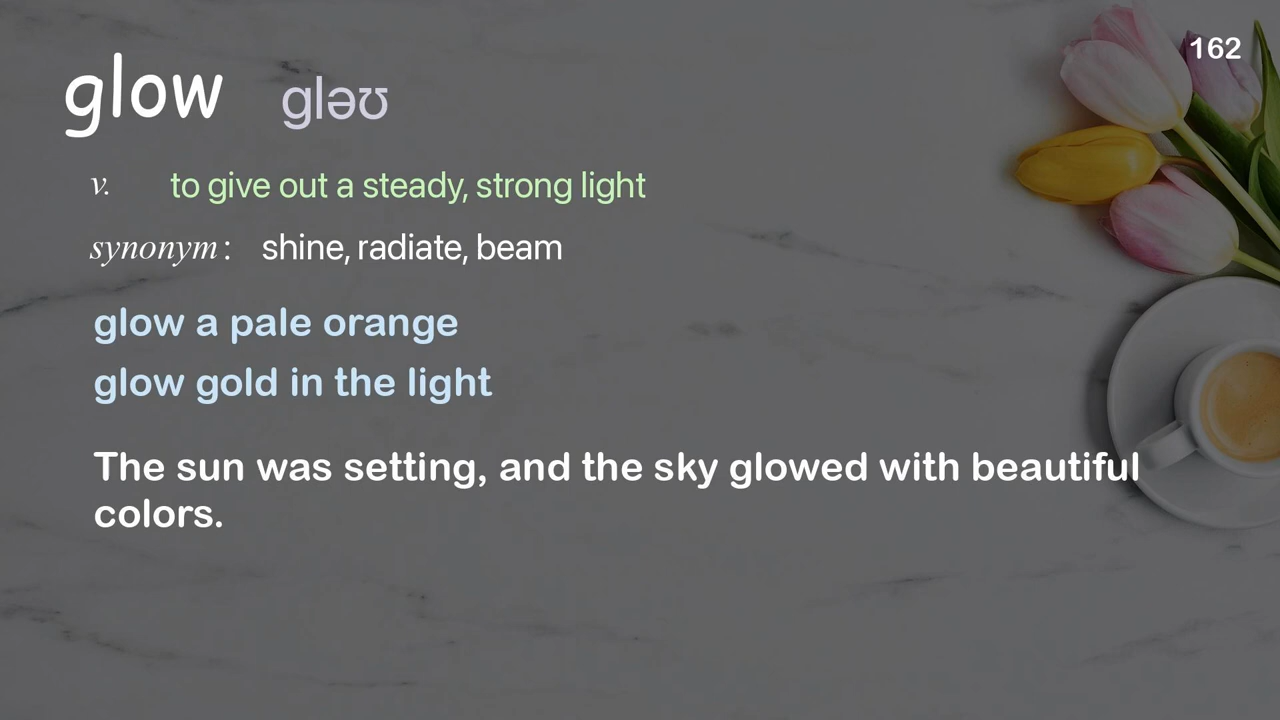 162
glow gləʊ
v. to give out a steady, strong light
synonym: shine, radiate, beam
glow a pale orange
glow gold in the light
The sun was setting, and the sky glowed with beautiful
colors.